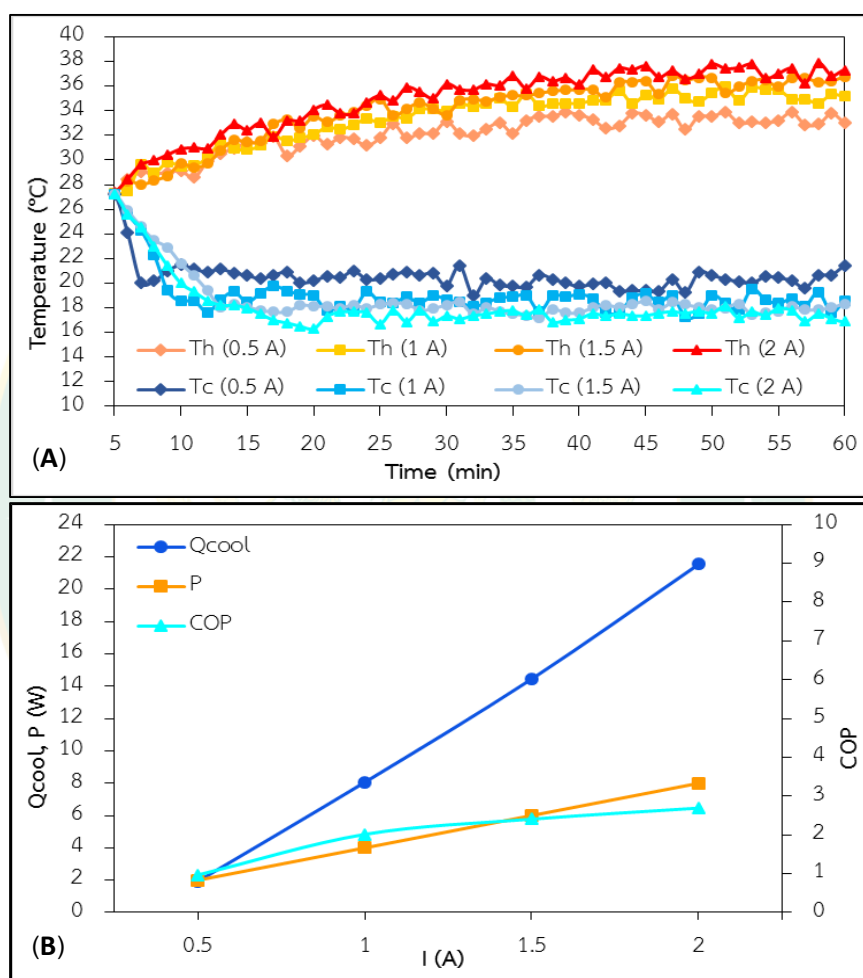 Temperature (°C)
40
38
36
34
32
30
28
26
24
22
20
18
16
14
12
10
Th (0.5 A) Th (1 A) Th (1.5 A) Th (2 A)
Tc (0.5 A) Tc (1 A) Tc (1.5 A) Tc (2 A)
5 10 15 20 25 30 35 40 45 50 55 60
(A)
Time (min)
Qcool, P (W)
24
22
20
18
16
14
12
10
8
6
4
2
0
Qcool
P
COP
10
9
8
7
6
5
4
3
2
1
0
COP
0.5 1 1.5 2
(B)
I (A)